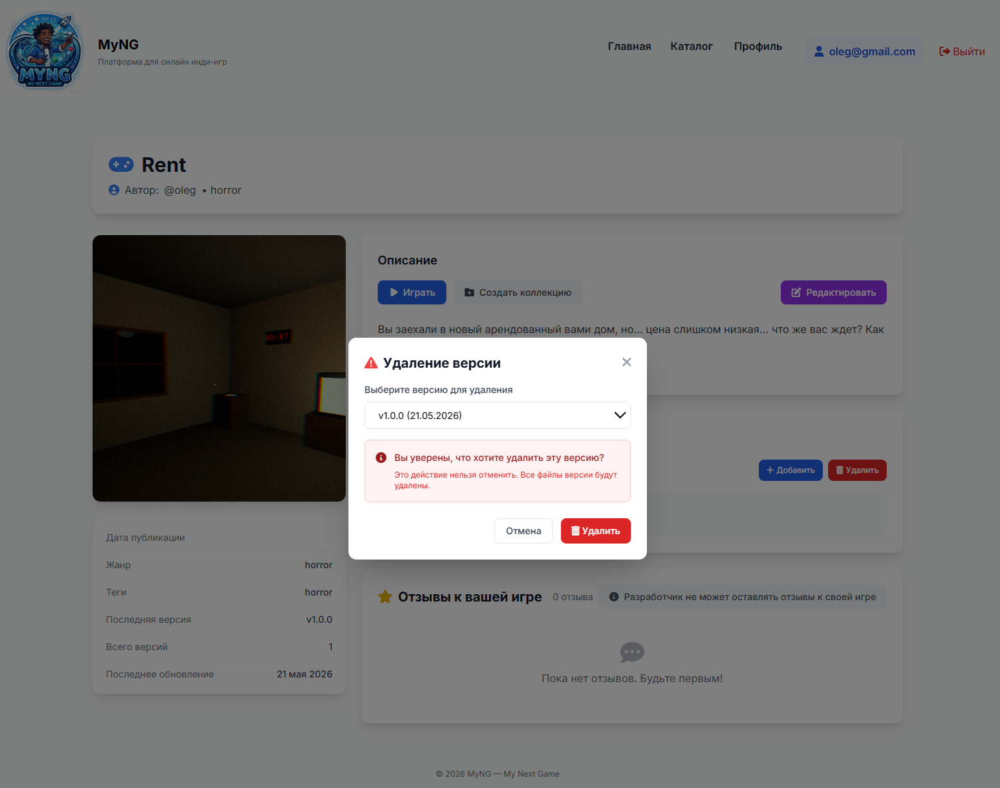 MYNG
MY NEXT GAME
MyNG
Платформа для онлайн инди-игр
Главная
Каталог
Профиль
oleg@gmail.com
Выйти
Rent
Автор: @oleg • horror
00:47
Описание
Играть
Создать коллекцию
Редактировать
Вы заехали в новый арендованный вами дом, но... цена слишком низкая... что же вас ждет? Как
Удаление версии
Выберите версию для удаления
v1.0.0 (21.05.2026)
Вы уверены, что хотите удалить эту версию?
Это действие нельзя отменить. Все файлы версии будут
удалены.
Отмена
Удалить
Добавить
Удалить
Дата публикации
Жанр horror
Теги horror
Последняя версия v1.0.0
Всего версий 1
Последнее обновление 21 мая 2026
Отзывы к вашей игре
0 отзыва
Разработчик не может оставлять отзывы к своей игре
Пока нет отзывов. Будьте первым!
© 2026 MyNG — My Next Game